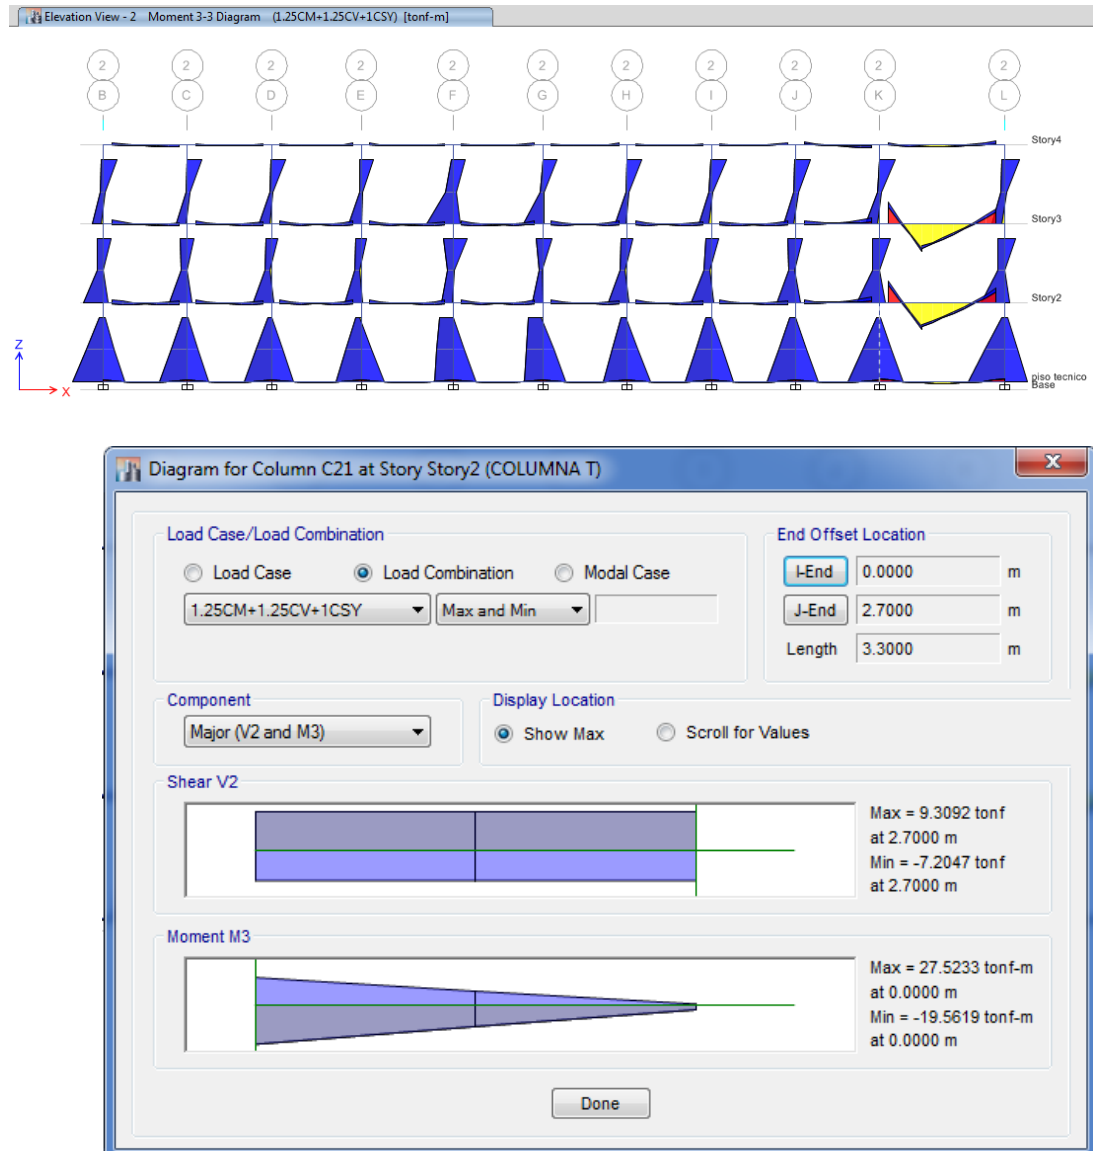 Elevation View - 2 Moment 3-3 Diagram (1.25CM+1.25CV+1CSY) [tonf-m]
2 2 2 2 2 2 2 2 2 2 2
B C D E F G H I J K L
Story4
Story3
Story2
Z
piso tecnico
X
Base
Diagram for Column C21 at Story Story2 (COLUMNA T)
Load Case/Load Combination
End Offset Location
Load Case Load Combination Modal Case
I-End 0.0000 m
1.25CM+1.25CV+1CSY Max and Min
J-End 2.7000 m
Length 3.3000 m
Component
Display Location
Major (V2 and M3)
Show Max Scroll for Values
Shear V2
Max = 9.3092 tonf
at 2.7000 m
Min = -7.2047 tonf
at 2.7000 m
Moment M3
Max = 27.5233 tonf-m
at 0.0000 m
Min = -19.5619 tonf-m
at 0.0000 m
Done